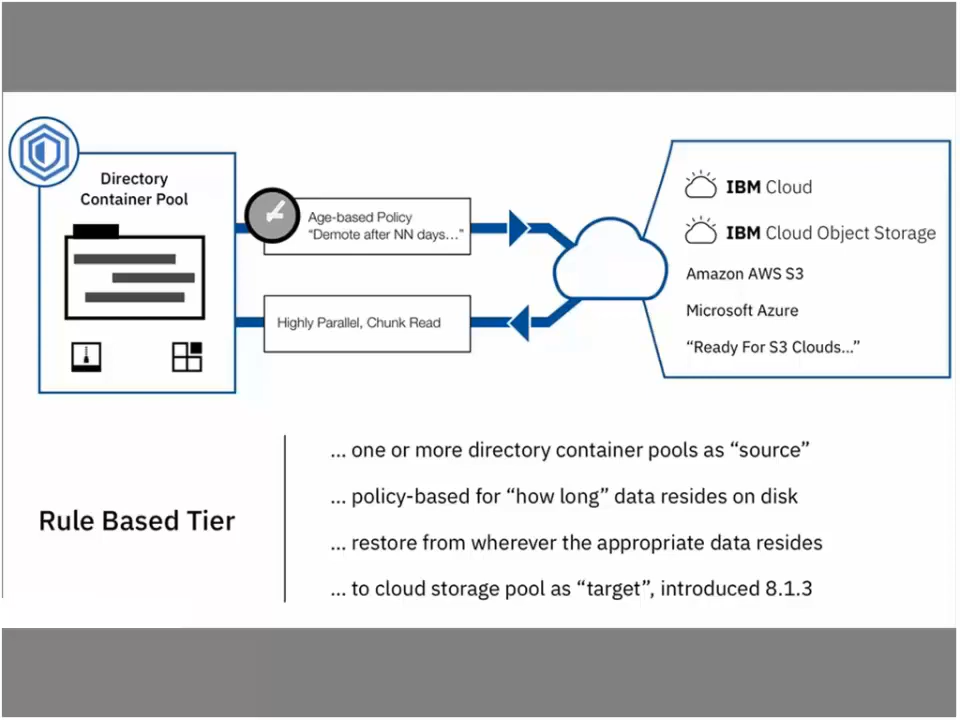 Directory
Container Pool
Age-based Policy
“Demote after NN days...”
Highly Parallel, Chunk Read
IBM Cloud
IBM Cloud Object Storage
Amazon AWS S3
Microsoft Azure
“Ready For S3 Clouds...”
Rule Based Tier
... one or more directory container pools as “source”
... policy-based for “how long” data resides on disk
... restore from wherever the appropriate data resides
... to cloud storage pool as “target”, introduced 8.1.3